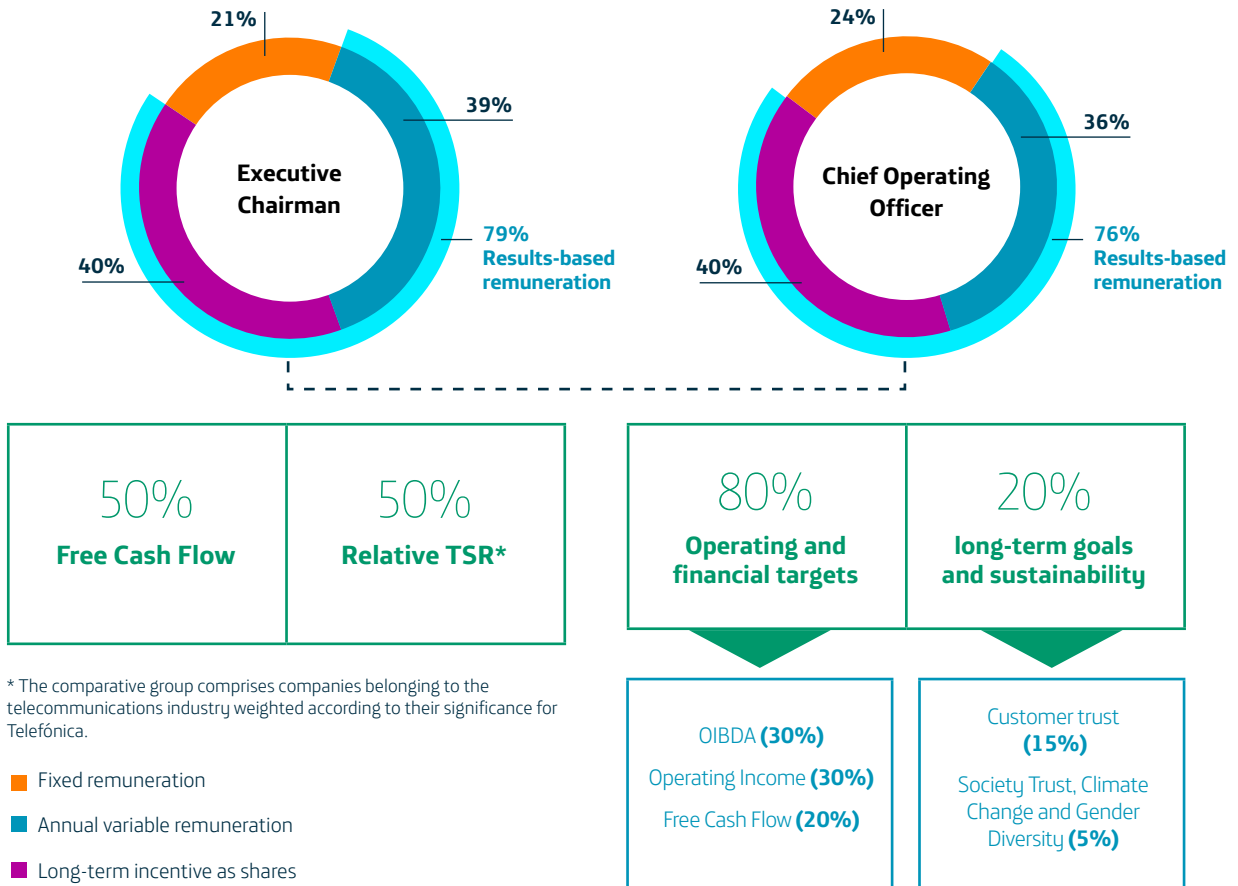 21%
39%
Executive
Chairman
79%
Results-based
remuneration
40%
24%
36%
Chief Operating
Officer
76%
Results-based
remuneration
40%
50%
Free Cash Flow
50%
Relative TSR*
80%
Operating and
financial targets
20%
long-term goals
and sustainability
* The comparative group comprises companies belonging to the
telecommunications industry weighted according to their significance for
Telefónica.
Fixed remuneration
Annual variable remuneration
Long-term incentive as shares
OIBDA (30%)
Operating Income (30%)
Free Cash Flow (20%)
Customer trust
(15%)
Society Trust, Climate
Change and Gender
Diversity (5%)